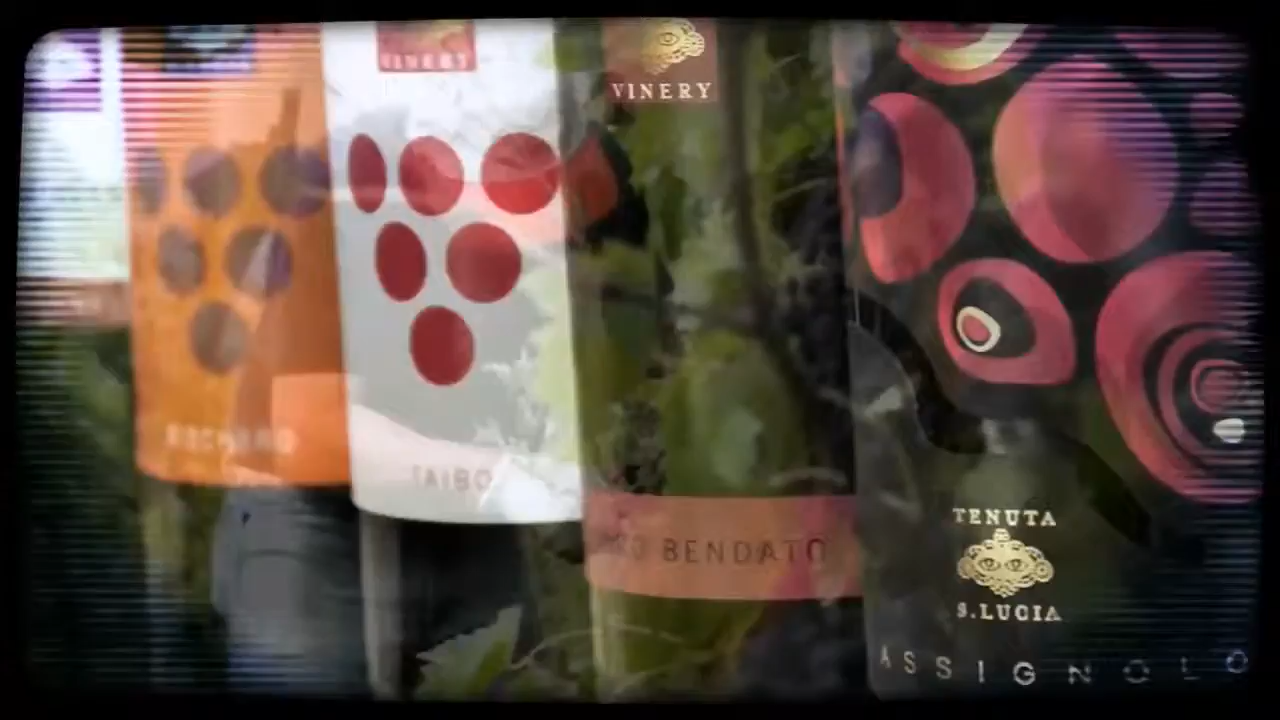 VINERY
VINERY
TAIBO
BENDATO
TENUTA
S.LUCIA
ASSIGNOLO